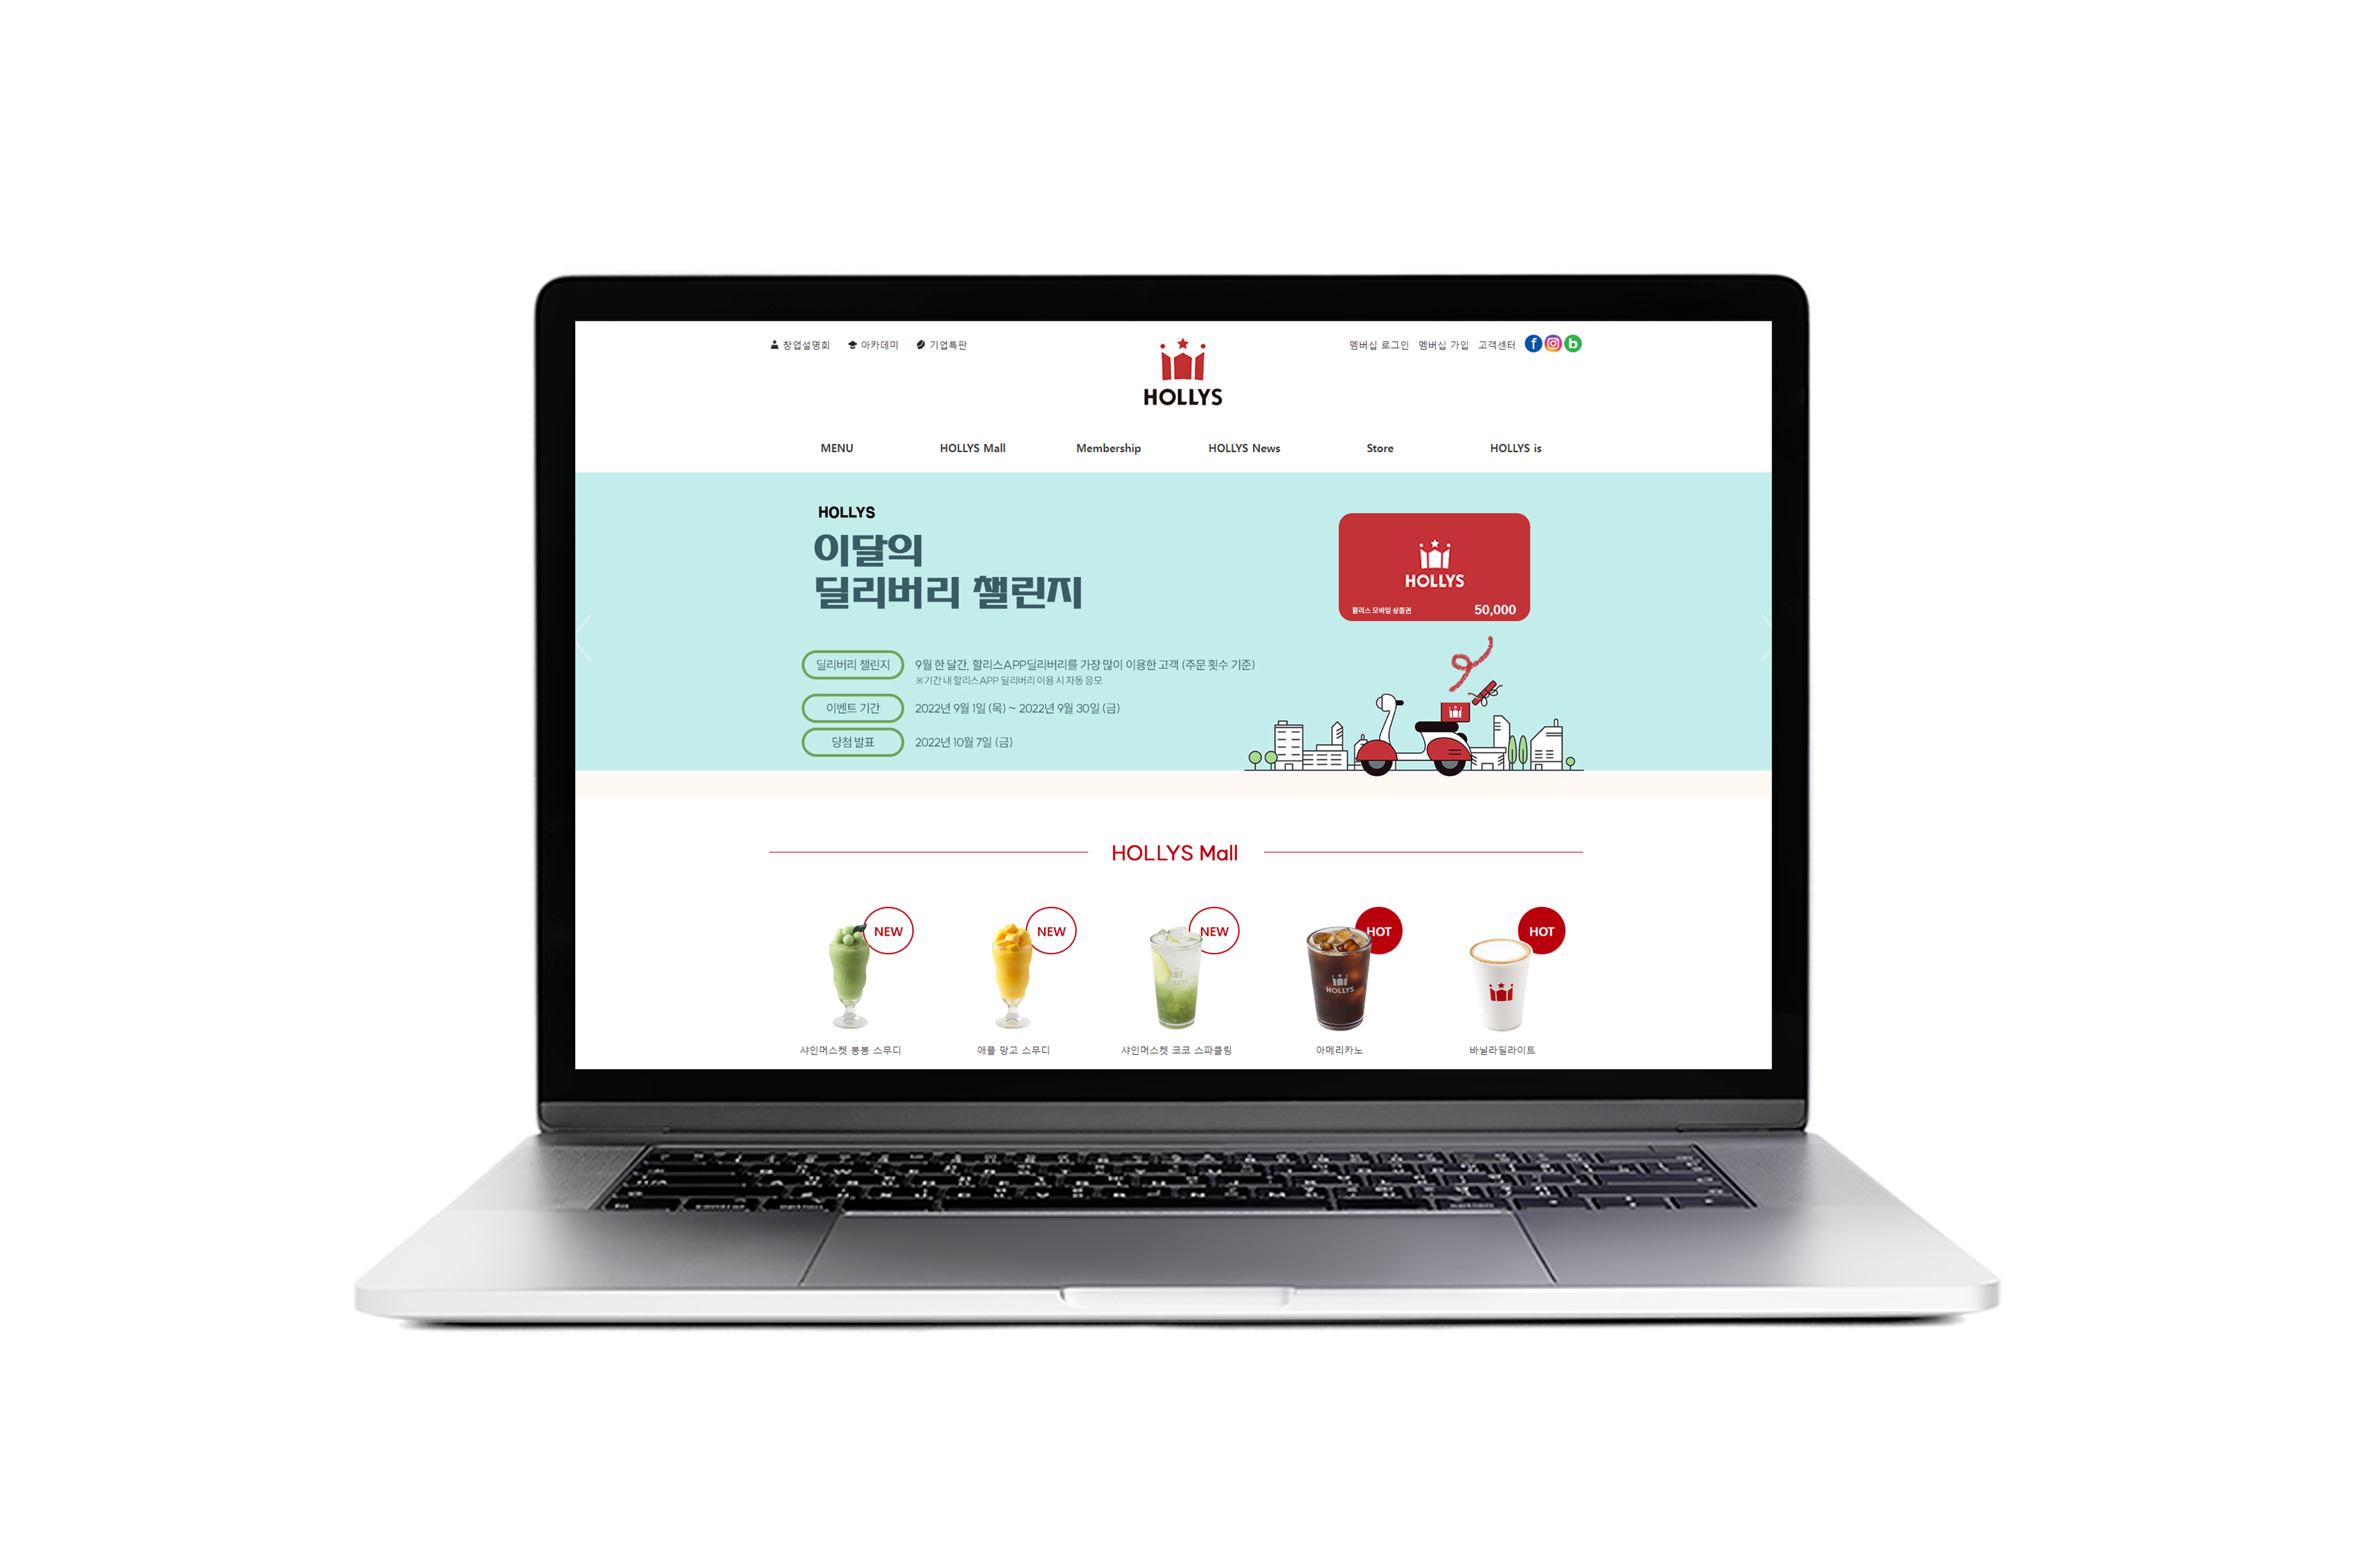 창업설명회 아카데미 기업특판
HOLLYS
멤버십 로그인 멤버십 가입 고객센터 f b
MENU HOLLYS Mall Membership HOLLYS News Store HOLLYS is
HOLLYS
이달의
딜리버리 챌린지
HOLLYS
할리스 모바일 상품권 50,000
딜리버리 챌린지 9월 한 달간, 할리스APP딜리버리를 가장 많이 이용한 고객 (주문 횟수 기준)
※기간 내 할리스APP 딜리버리 이용 시 자동 응모
이벤트 기간 2022년 9월 1일 (목) ~ 2022년 9월 30일 (금)
당첨 발표 2022년 10월 7일 (금)
HOLLYS Mall
NEW NEW NEW HOT HOT
HOLLYS
샤인머스켓 봉봉 스무디 애플 망고 스무디 샤인머스켓 코코 스파클링 아메리카노 바닐라딜라이트